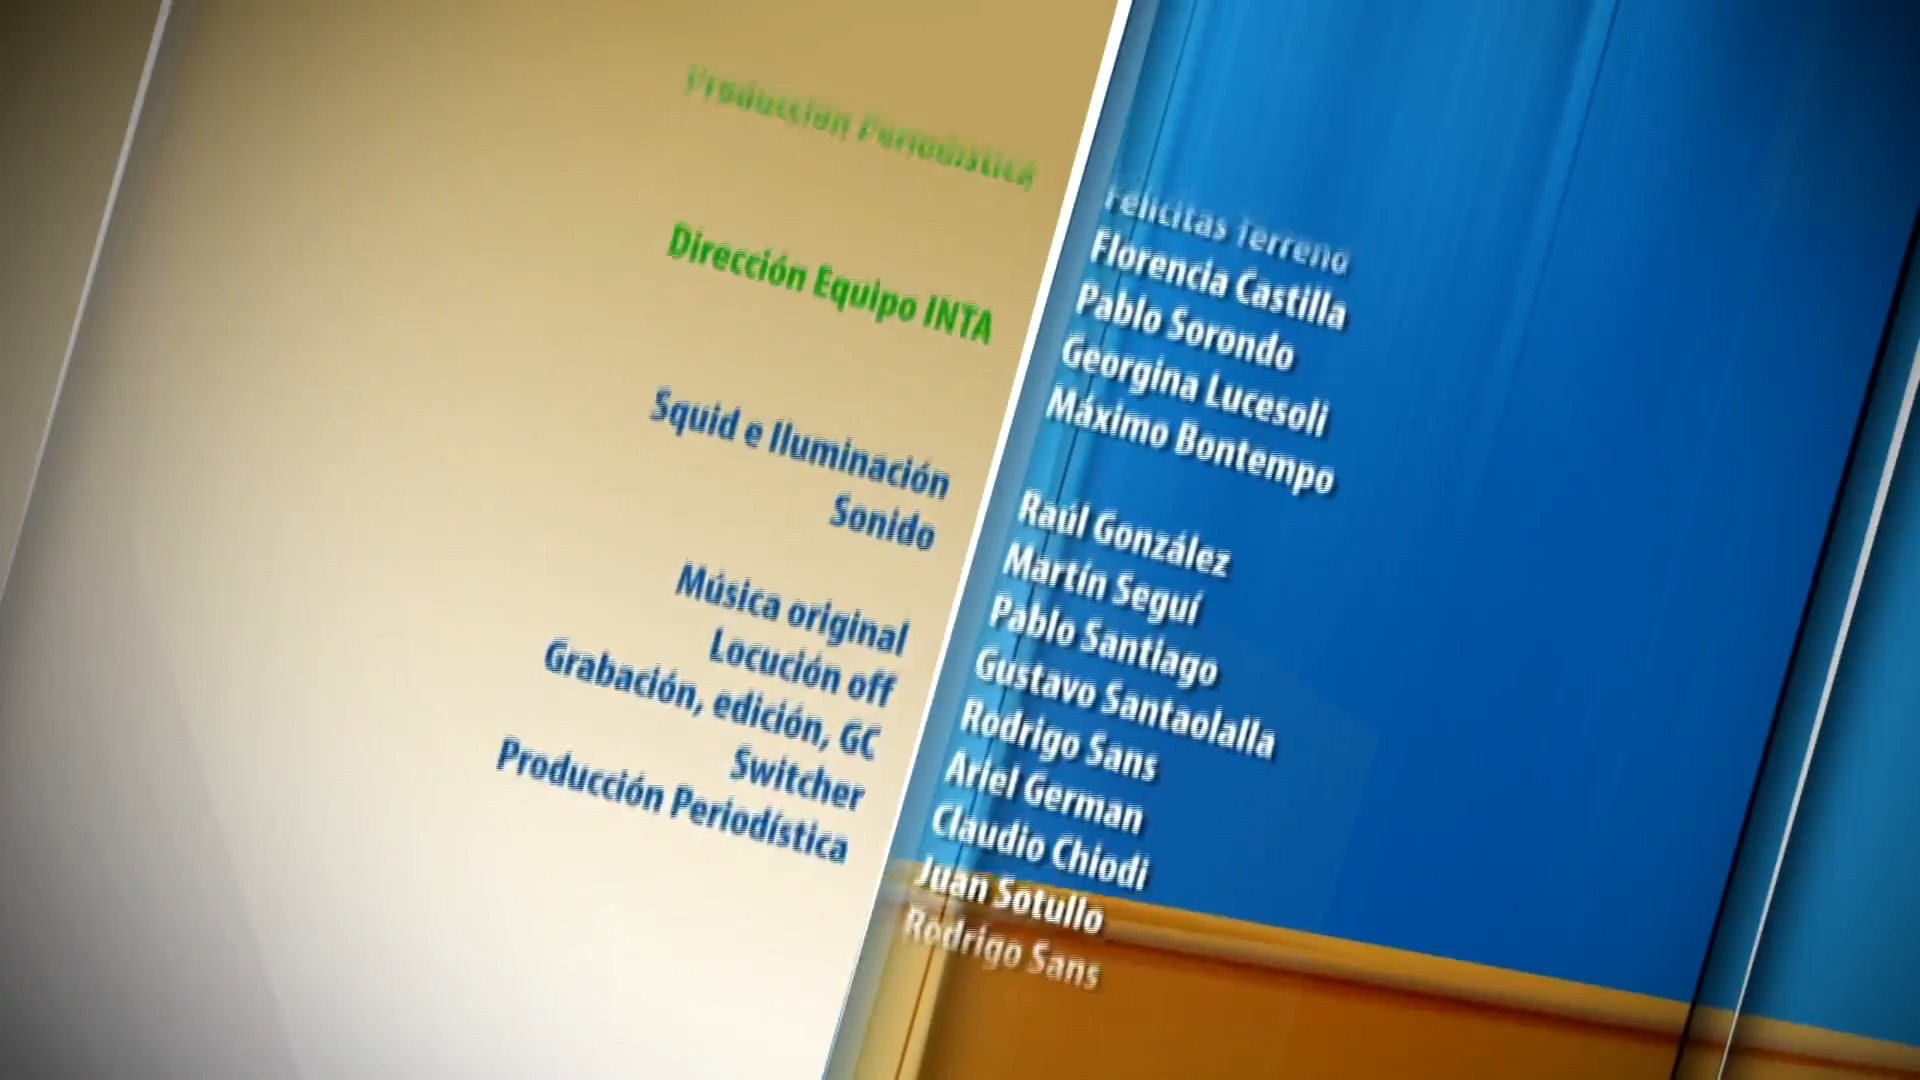 Producción Periodística
Felicitas Terreno
Florencia Castilla
Dirección Equipo INTA
Pablo Sorondo
Georgina Lucesoli
Máximo Bontempo
Squid e Iluminación
Raúl González
Sonido
Martín Seguí
Pablo Santiago
Música original
Gustavo Santaolalla
Locución off
Rodrigo Sans
Grabación, edición, GC
Ariel German
Switcher
Claudio Chiodi
Producción Periodística
Juan Sotullo
Rodrigo Sans